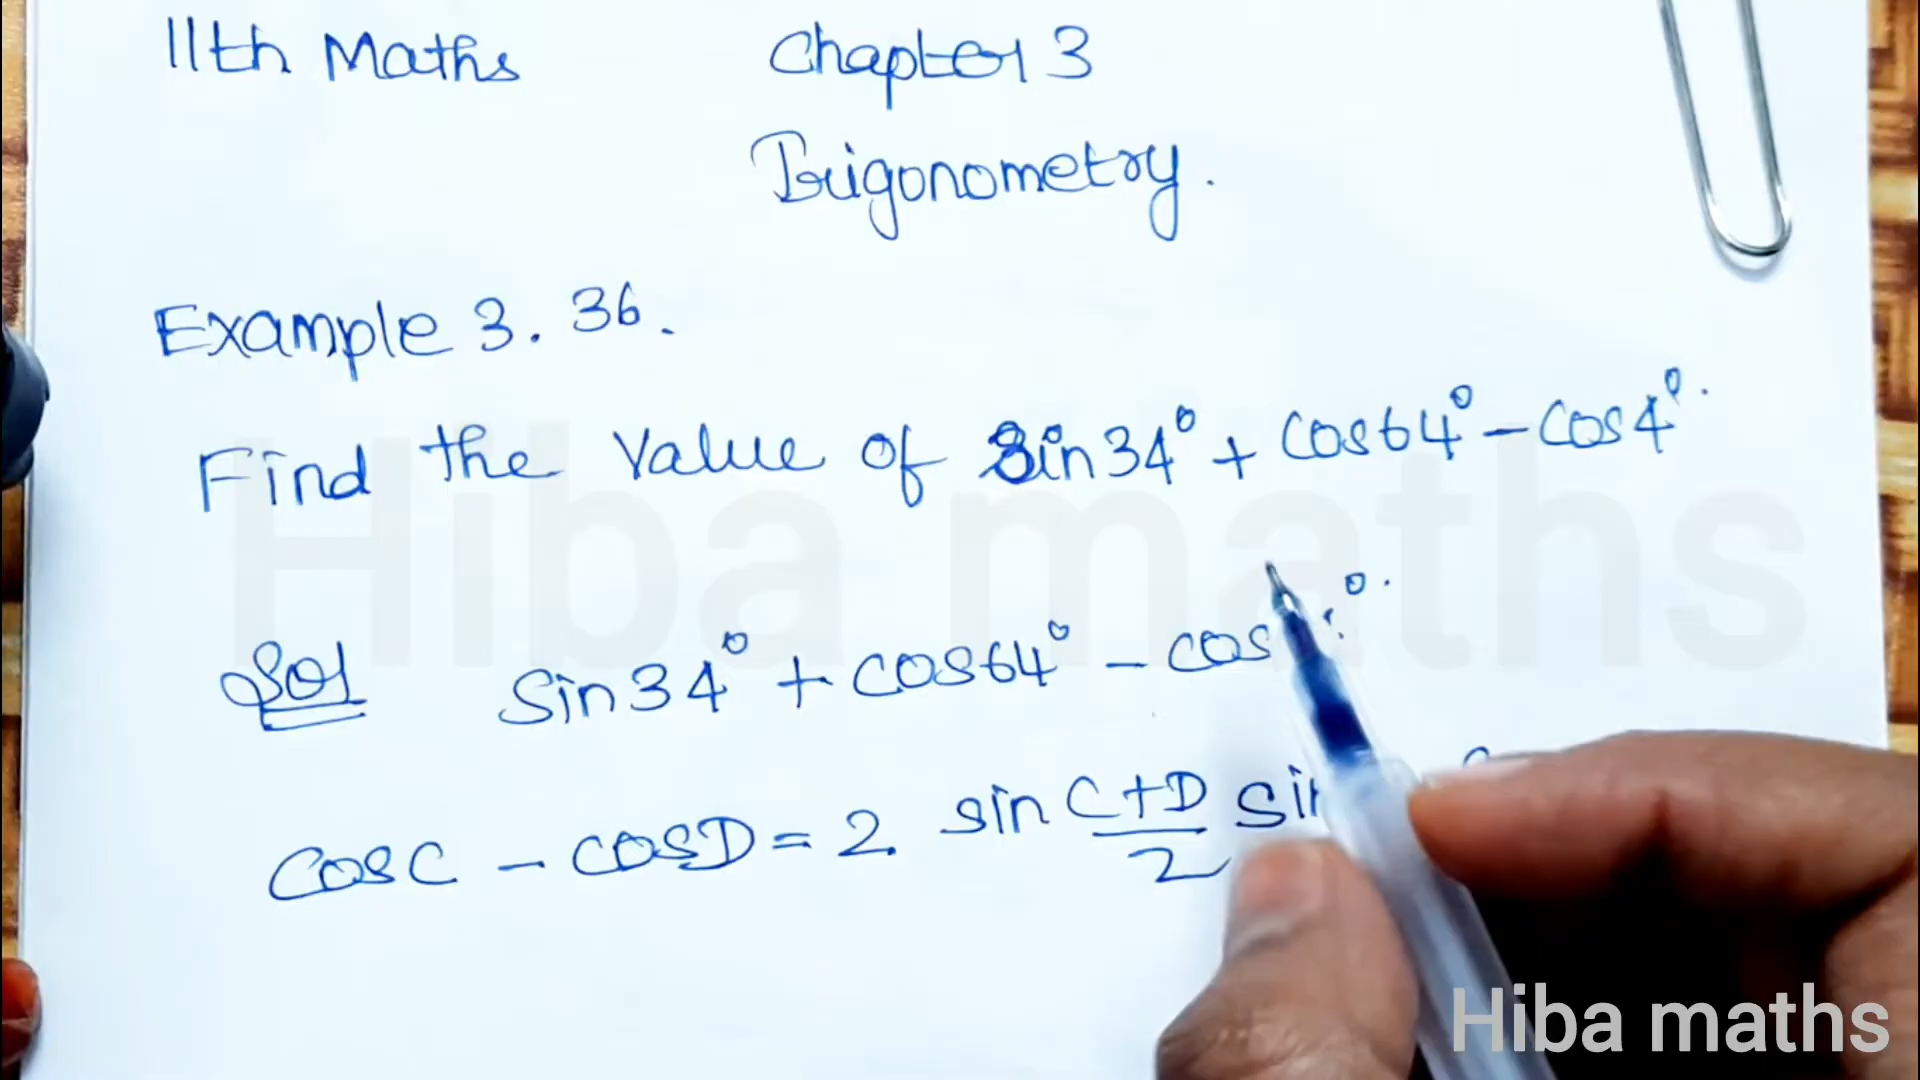 11th Maths Chapter 3
Trigonometry.
Example 3.36.
Find the value of Sin34° + Cos64° - Cos4°.
Sol Sin34° + Cos64° - Cos °.
CosC - CosD = 2 sin C+D/2
Hiba maths
Hiba maths